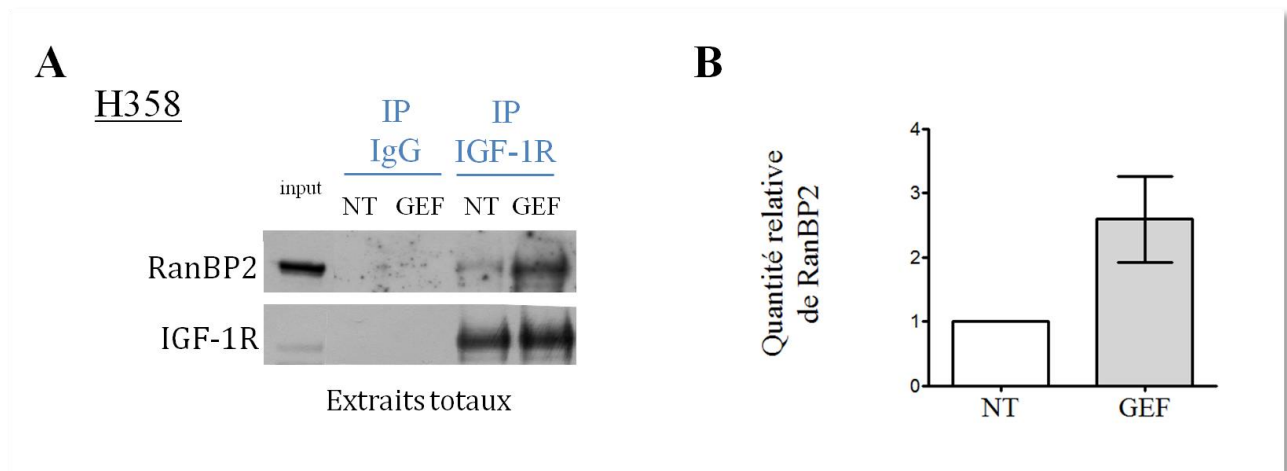 A
H358
IP
IgG
IP
IGF-1R
input
NT
GEF
NT
GEF
RanBP2
IGF-1R
Extraits totaux
B
Quantité relative
de RanBP2
4
3
2
1
0
NT
GEF